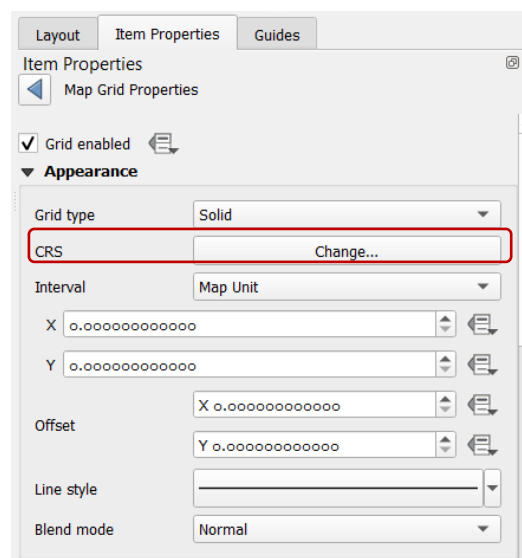 Layout Item Properties Guides
Item Properties
Map Grid Properties
Grid enabled
Appearance
Grid type Solid
CRS Change...
Interval Map Unit
X 0.000000000000
Y 0.000000000000
X 0.000000000000
Offset
Y 0.000000000000
Line style
Blend mode Normal